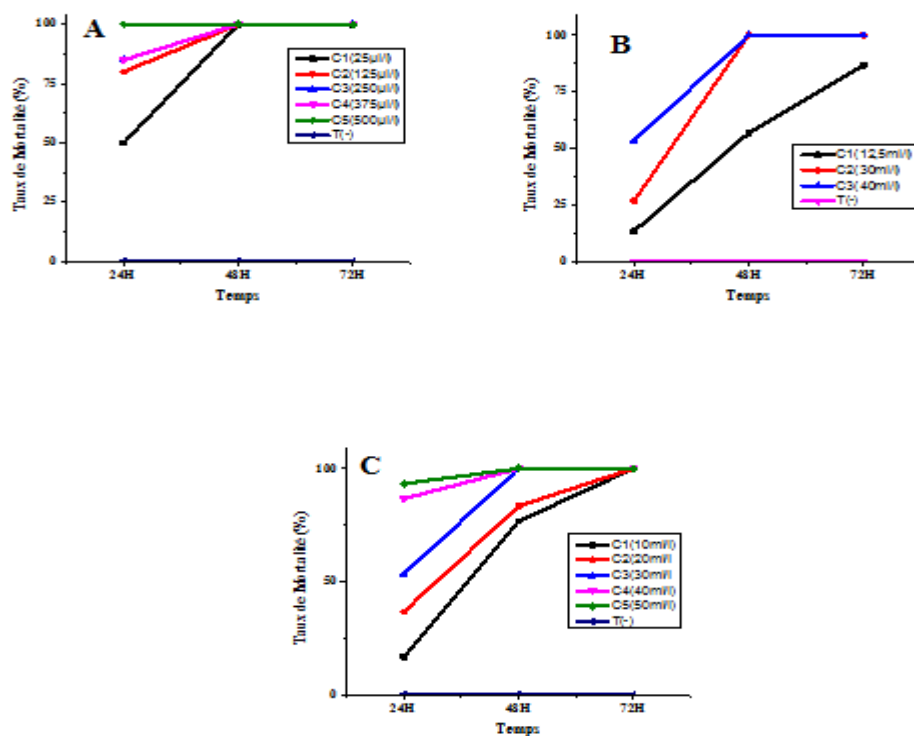 A
Taux de Mortalité (%)
100
75
50
25
0
C1(25µl/l)
C2(125µl/l)
C3(250µl/l)
C4(375µl/l)
C5(500µl/l)
T(-)
24H
48H
72H
Temps
B
Taux de Mortalité (%)
100
75
50
25
0
C1(12,5ml/l)
C2(30ml/l)
C3(40ml/l)
T(-)
24H
48H
72H
Temps
C
Taux de Mortalité (%)
100
50
0
C1(10ml/l)
C2(20ml/l
C3(30ml/l
C4(40ml/l)
C5(50ml/l)
T(-)
24H
48H
72H
Temps